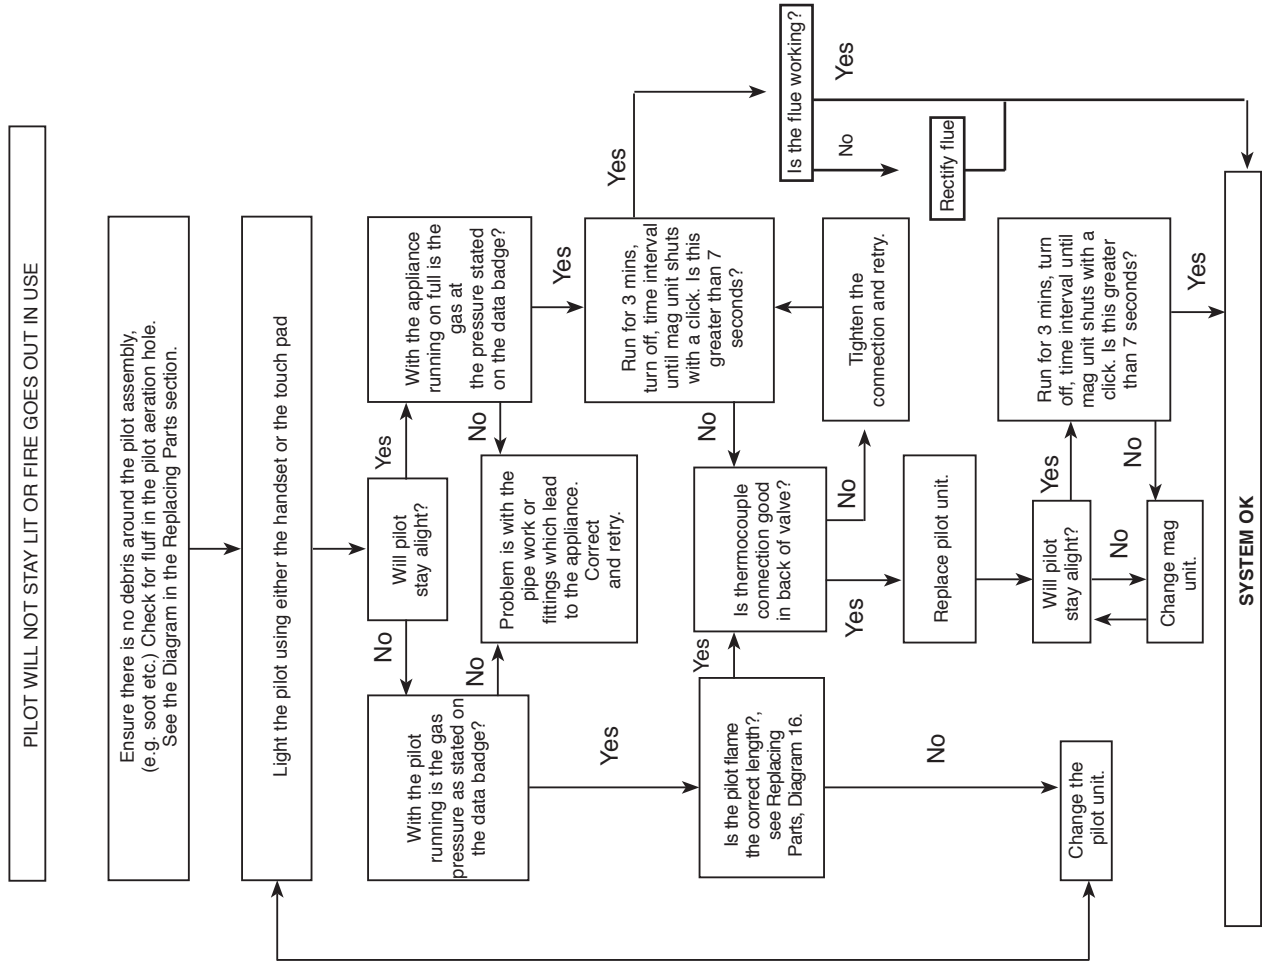 PILOT WILL NOT STAY LIT OR FIRE GOES OUT IN USE
Ensure there is no debris around the pilot assembly,
(e.g. soot etc.) Check for fluff in the pilot aeration hole.
See the Diagram in the Replacing Parts section.
Light the pilot using either the handset or the touch pad
Will pilot
stay alight?
No
Yes
With the pilot
running is the gas
pressure as stated on
the data badge?
No
Yes
With the appliance
running on full is the
gas at
the pressure stated
on the data badge?
No
Yes
Problem is with the
pipe work or
fittings which lead
to the appliance.
Correct
and retry.
Run for 3 mins,
turn off, time interval
until mag unit shuts
with a click. Is this
greater than 7
seconds?
No
Yes
Is the pilot flame
the correct length?,
see Replacing
Parts, Diagram 16.
Yes
No
Is thermocouple
connection good
in back of valve?
No
Yes
Tighten the
connection and retry.
Is the flue working?
No
Yes
Rectify flue
Replace pilot unit.
Will pilot
stay alight?
Yes
No
Run for 3 mins, turn
off, time interval until
mag unit shuts with a
click. Is this greater
than 7 seconds?
No
Yes
Change mag
unit.
Change the
pilot unit.
SYSTEM OK